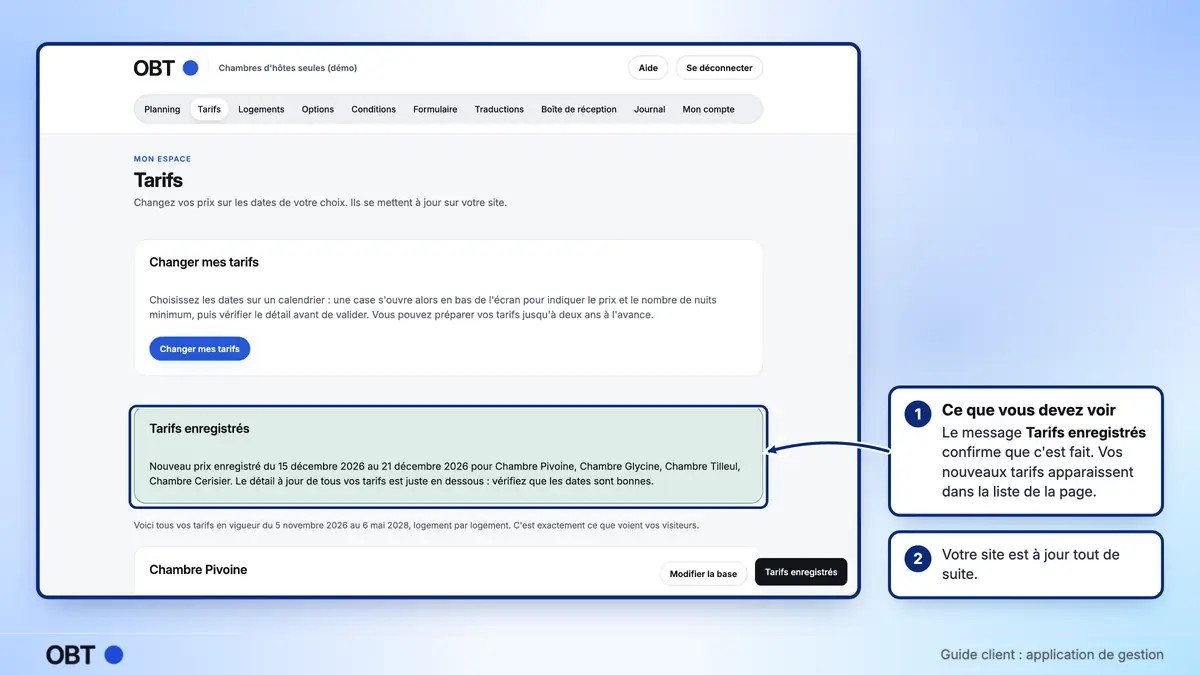 OBT
Chambres d'hôtes seules (démo)
Aide
Se déconnecter
Planning
Tarifs
Logements
Options
Conditions
Formulaire
Traductions
Boîte de réception
Journal
Mon compte
MON ESPACE
Tarifs
Changez vos prix sur les dates de votre choix. Ils se mettent à jour sur votre site.
Changer mes tarifs
Choisissez les dates sur un calendrier : une case s'ouvre alors en bas de l'écran pour indiquer le prix et le nombre de nuits
minimum, puis vérifier le détail avant de valider. Vous pouvez préparer vos tarifs jusqu'à deux ans à l'avance.
Changer mes tarifs
Tarifs enregistrés
Nouveau prix enregistré du 15 décembre 2026 au 21 décembre 2026 pour Chambre Pivoine, Chambre Glycine, Chambre Tilleul,
Chambre Cerisier. Le détail à jour de tous vos tarifs est juste en dessous : vérifiez que les dates sont bonnes.
Voici tous vos tarifs en vigueur du 5 novembre 2026 au 6 mai 2028, logement par logement. C'est exactement ce que voient vos visiteurs.
Chambre Pivoine
Modifier la base
Tarifs enregistrés
1
Ce que vous devez voir
Le message Tarifs enregistrés
confirme que c'est fait. Vos
nouveaux tarifs apparaissent
dans la liste de la page.
2
Votre site est à jour tout de
suite.
OBT
Guide client : application de gestion